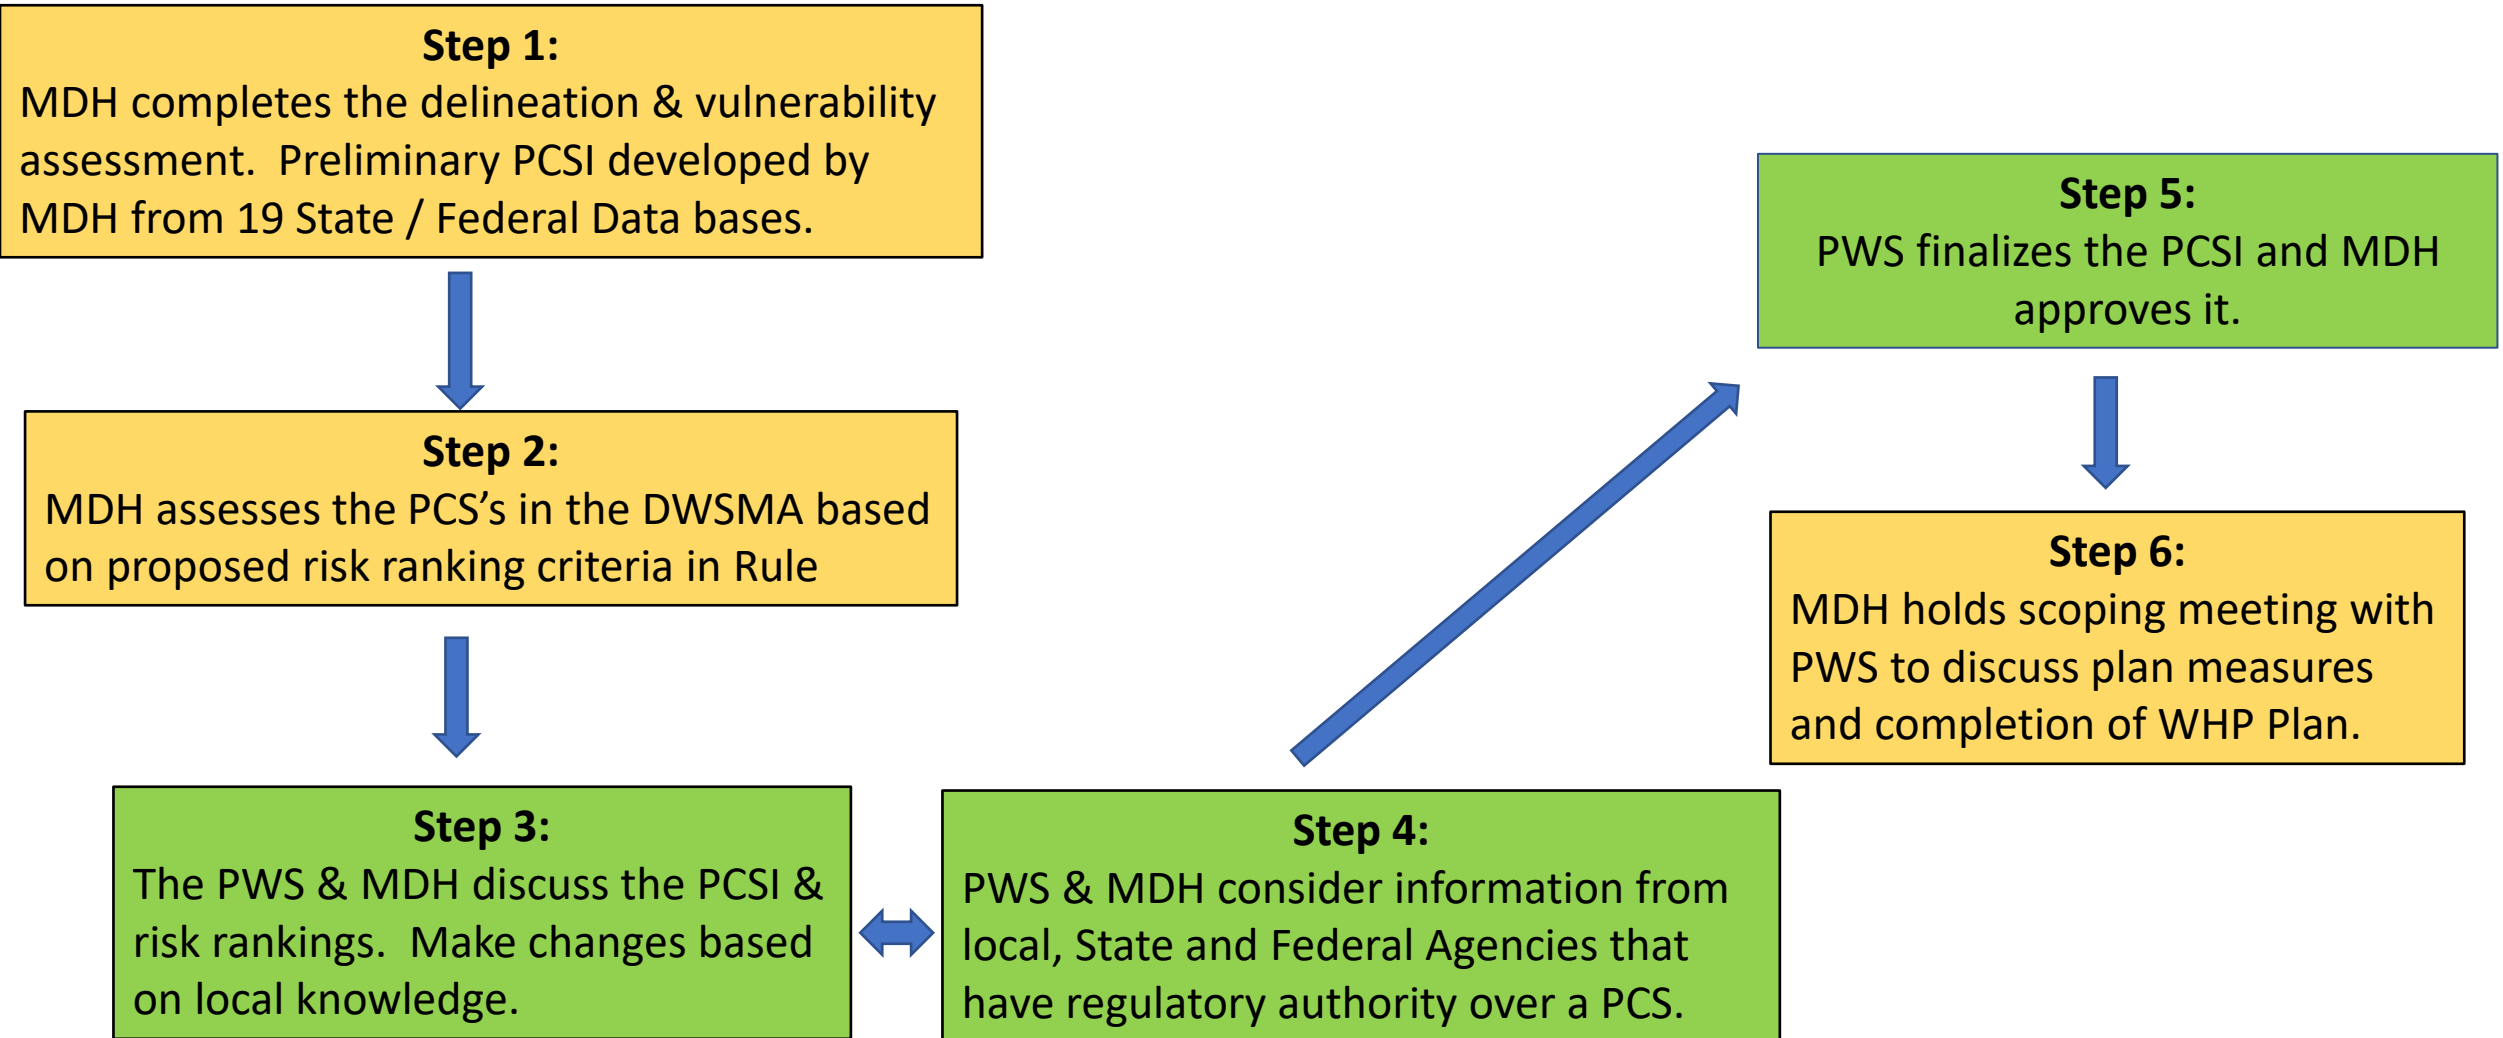 Step 1:
MDH completes the delineation & vulnerability
assessment.  Preliminary PCSI developed by
MDH from 19 State / Federal Data bases.
Step 2:
MDH assesses the PCS’s in the DWSMA based
on proposed risk ranking criteria in Rule
Step 3:
The PWS & MDH discuss the PCSI &
risk rankings.  Make changes based
on local knowledge.
Step 4:
PWS & MDH consider information from
local, State and Federal Agencies that
have regulatory authority over a PCS.
Step 5:
PWS finalizes the PCSI and MDH
approves it.
Step 6:
MDH holds scoping meeting with
PWS to discuss plan measures
and completion of WHP Plan.